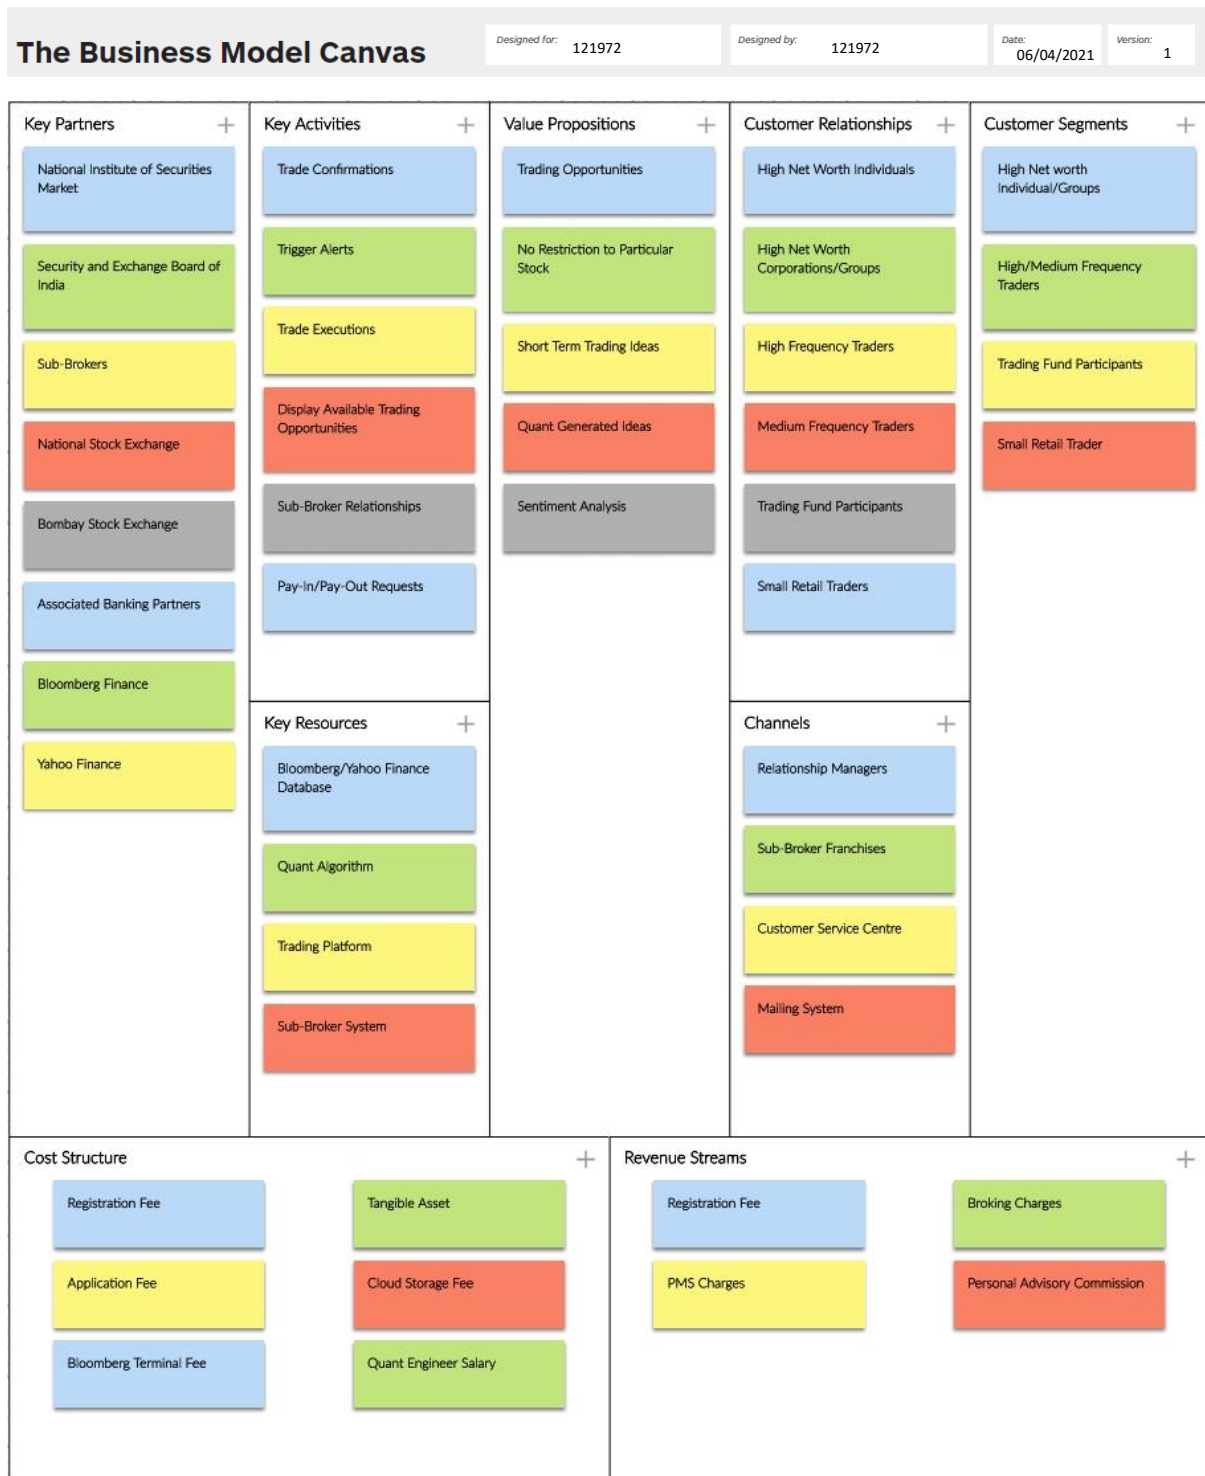 The Business Model Canvas
Designed for:
121972
Designed by:
121972
Date:
06/04/2021
Version:
1
Key Partners
National Institute of Securities
Market
Security and Exchange Board of
India
Sub-Brokers
National Stock Exchange
Bombay Stock Exchange
Associated Banking Partners
Bloomberg Finance
Yahoo Finance
Key Activities
Trade Confirmations
Trigger Alerts
Trade Executions
Display Available Trading
Opportunities
Sub-Broker Relationships
Pay-In/Pay-Out Requests
Key Resources
Bloomberg/Yahoo Finance
Database
Quant Algorithm
Trading Platform
Sub-Broker System
Value Propositions
Trading Opportunities
No Restriction to Particular
Stock
Short Term Trading Ideas
Quant Generated Ideas
Sentiment Analysis
Customer Relationships
High Net Worth Individuals
High Net Worth
Corporations/Groups
High Frequency Traders
Medium Frequency Traders
Trading Fund Participants
Small Retail Traders
Channels
Relationship Managers
Sub-Broker Franchises
Customer Service Centre
Mailing System
Customer Segments
High Net worth
Individual/Groups
High/Medium Frequency
Traders
Trading Fund Participants
Small Retail Trader
Cost Structure
Registration Fee
Tangible Asset
Application Fee
Cloud Storage Fee
Bloomberg Terminal Fee
Quant Engineer Salary
Revenue Streams
Registration Fee
Broking Charges
PMS Charges
Personal Advisory Commission